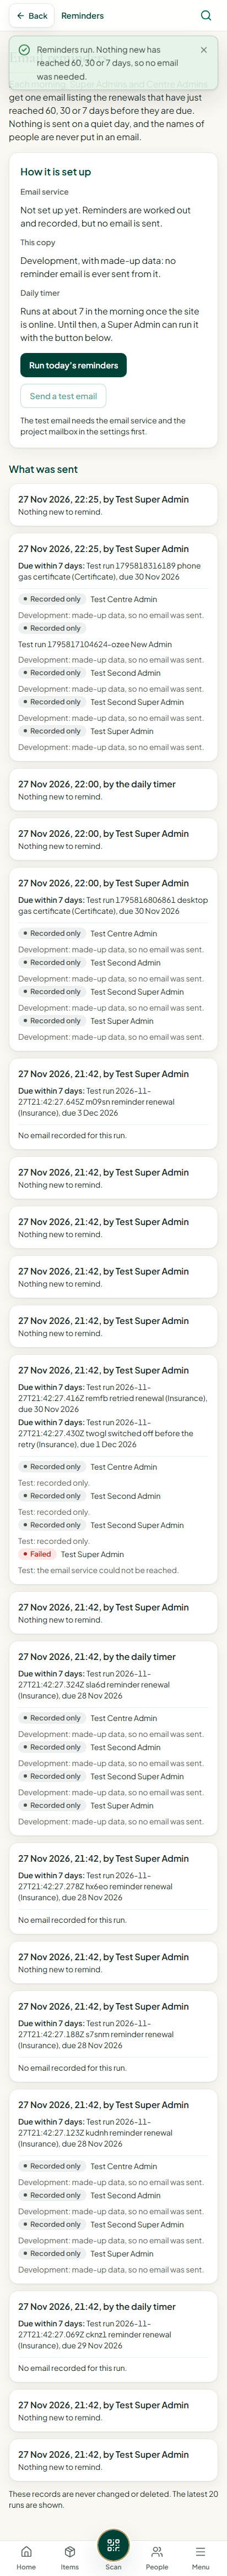 Back
Reminders
Reminders run. Nothing new has
reached 60, 30 or 7 days, so no email
was needed.
get one email listing the renewals that have just
reached 60, 30 or 7 days before they are due.
Nothing is sent on a quiet day, and the names of
people are never put in an email.
How it is set up
Email service
Not set up yet. Reminders are worked out
and recorded, but no email is sent.
This copy
Development, with made-up data: no
reminder email is ever sent from it.
Daily timer
Runs at about 7 in the morning once the site
is online. Until then, a Super Admin can run it
with the button below.
Run today's reminders
Send a test email
The test email needs the email service and the
project mailbox in the settings first.
What was sent
27 Nov 2026, 22:25, by Test Super Admin
Nothing new to remind.
27 Nov 2026, 22:25, by Test Super Admin
Due within 7 days: Test run 1795818316189 phone
gas certificate (Certificate), due 30 Nov 2026
Recorded only Test Centre Admin
Development: made-up data, so no email was sent.
Recorded only
Test run 1795817104624-ozee New Admin
Development: made-up data, so no email was sent.
Recorded only Test Second Admin
Development: made-up data, so no email was sent.
Recorded only Test Second Super Admin
Development: made-up data, so no email was sent.
Recorded only Test Super Admin
Development: made-up data, so no email was sent.
27 Nov 2026, 22:00, by the daily timer
Nothing new to remind.
27 Nov 2026, 22:00, by Test Super Admin
Nothing new to remind.
27 Nov 2026, 22:00, by Test Super Admin
Due within 7 days: Test run 1795816806861 desktop
gas certificate (Certificate), due 30 Nov 2026
Recorded only Test Centre Admin
Development: made-up data, so no email was sent.
Recorded only Test Second Admin
Development: made-up data, so no email was sent.
Recorded only Test Second Super Admin
Development: made-up data, so no email was sent.
Recorded only Test Super Admin
Development: made-up data, so no email was sent.
27 Nov 2026, 21:42, by Test Super Admin
Due within 7 days: Test run 2026-11-
27T21:42:27.645Z m09sn reminder renewal
(Insurance), due 3 Dec 2026
No email recorded for this run.
27 Nov 2026, 21:42, by Test Super Admin
Nothing new to remind.
27 Nov 2026, 21:42, by Test Super Admin
Nothing new to remind.
27 Nov 2026, 21:42, by Test Super Admin
Nothing new to remind.
27 Nov 2026, 21:42, by Test Super Admin
Nothing new to remind.
27 Nov 2026, 21:42, by Test Super Admin
Due within 7 days: Test run 2026-11-
27T21:42:27.416Z remfb retried renewal (Insurance),
due 30 Nov 2026
Due within 7 days: Test run 2026-11-
27T21:42:27.430Z twogl switched off before the
retry (Insurance), due 1 Dec 2026
Recorded only Test Centre Admin
Test: recorded only.
Recorded only Test Second Admin
Test: recorded only.
Recorded only Test Second Super Admin
Test: recorded only.
Failed Test Super Admin
Test: the email service could not be reached.
27 Nov 2026, 21:42, by Test Super Admin
Nothing new to remind.
27 Nov 2026, 21:42, by the daily timer
Due within 7 days: Test run 2026-11-
27T21:42:27.324Z sla6d reminder renewal
(Insurance), due 28 Nov 2026
Recorded only Test Centre Admin
Development: made-up data, so no email was sent.
Recorded only Test Second Admin
Development: made-up data, so no email was sent.
Recorded only Test Second Super Admin
Development: made-up data, so no email was sent.
Recorded only Test Super Admin
Development: made-up data, so no email was sent.
27 Nov 2026, 21:42, by Test Super Admin
Due within 7 days: Test run 2026-11-
27T21:42:27.278Z hx6eo reminder renewal
(Insurance), due 28 Nov 2026
No email recorded for this run.
27 Nov 2026, 21:42, by Test Super Admin
Nothing new to remind.
27 Nov 2026, 21:42, by Test Super Admin
Due within 7 days: Test run 2026-11-
27T21:42:27.188Z s7snm reminder renewal
(Insurance), due 28 Nov 2026
No email recorded for this run.
27 Nov 2026, 21:42, by Test Super Admin
Due within 7 days: Test run 2026-11-
27T21:42:27.123Z kudnh reminder renewal
(Insurance), due 28 Nov 2026
Recorded only Test Centre Admin
Development: made-up data, so no email was sent.
Recorded only Test Second Admin
Development: made-up data, so no email was sent.
Recorded only Test Second Super Admin
Development: made-up data, so no email was sent.
Recorded only Test Super Admin
Development: made-up data, so no email was sent.
27 Nov 2026, 21:42, by the daily timer
Due within 7 days: Test run 2026-11-
27T21:42:27.069Z cknz1 reminder renewal
(Insurance), due 29 Nov 2026
No email recorded for this run.
27 Nov 2026, 21:42, by Test Super Admin
Nothing new to remind.
27 Nov 2026, 21:42, by Test Super Admin
Nothing new to remind.
These records are never changed or deleted. The latest 20
runs are shown.
Home
Items
Scan
People
Menu